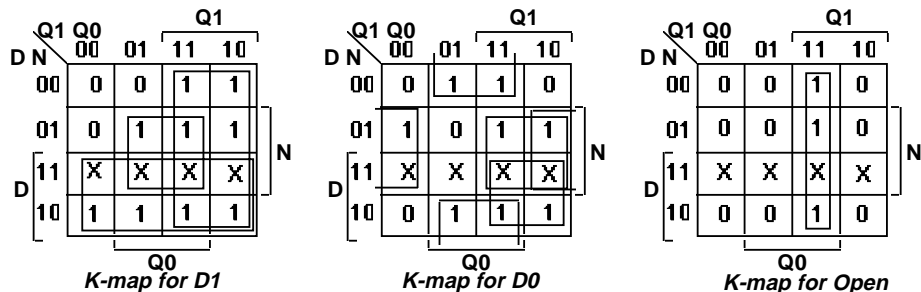 Q1
Q1 Q0
00 01 11 10
D N
00 0 0 1 1
01 0 1 1 1
N
11 X X X X
D
10 1 1 1 1
Q0
K-map for D1
Q1
Q1 Q0
00 01 11 10
D N
00 0 1 1 0
01 1 0 1 1
N
11 X X X X
D
10 0 1 1 1
Q0
K-map for D0
Q1
Q1 Q0
00 01 11 10
D N
00 0 0 1 0
01 0 0 1 0
N
11 X X X X
D
10 0 0 1 0
Q0
K-map for Open